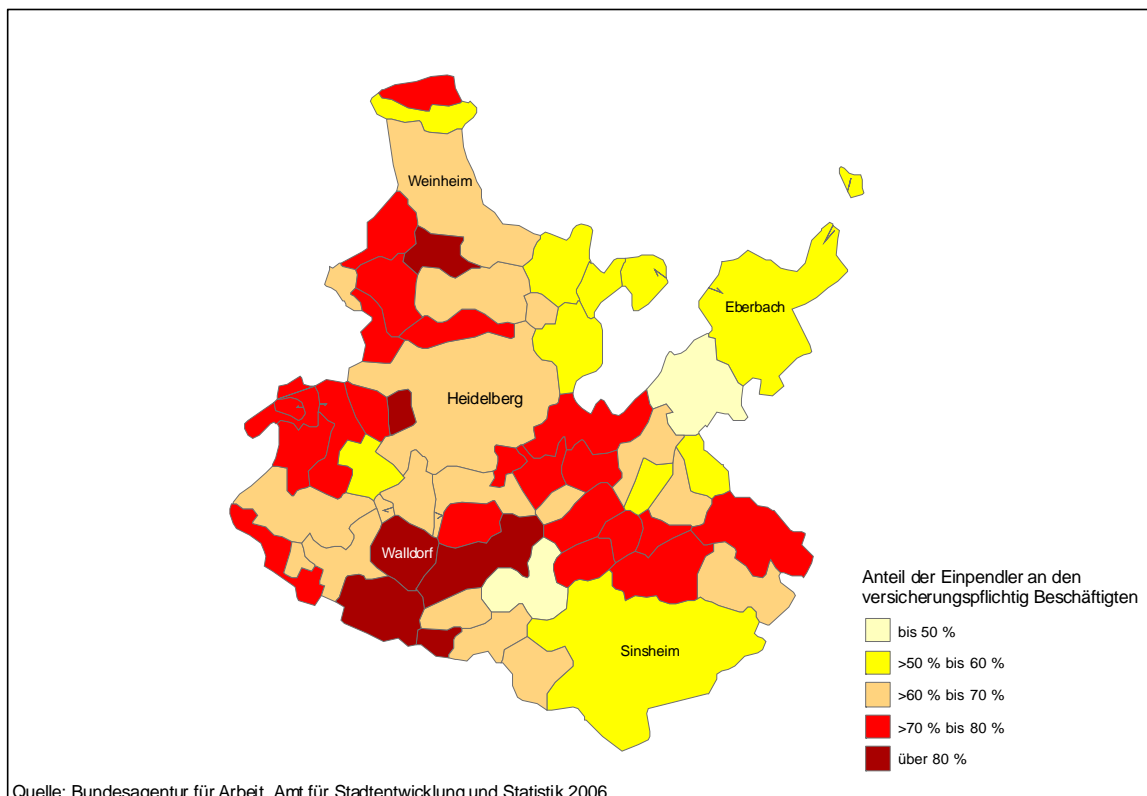 Weinheim
Eberbach
Heidelberg
Walldorf
Sinsheim
Anteil der Einpendler an den
versicherungspflichtig Beschäftigten
bis 50 %
>50 % bis 60 %
>60 % bis 70 %
>70 % bis 80 %
über 80 %
Quelle: Bundesagentur für Arbeit, Amt für Stadtentwicklung und Statistik 2006